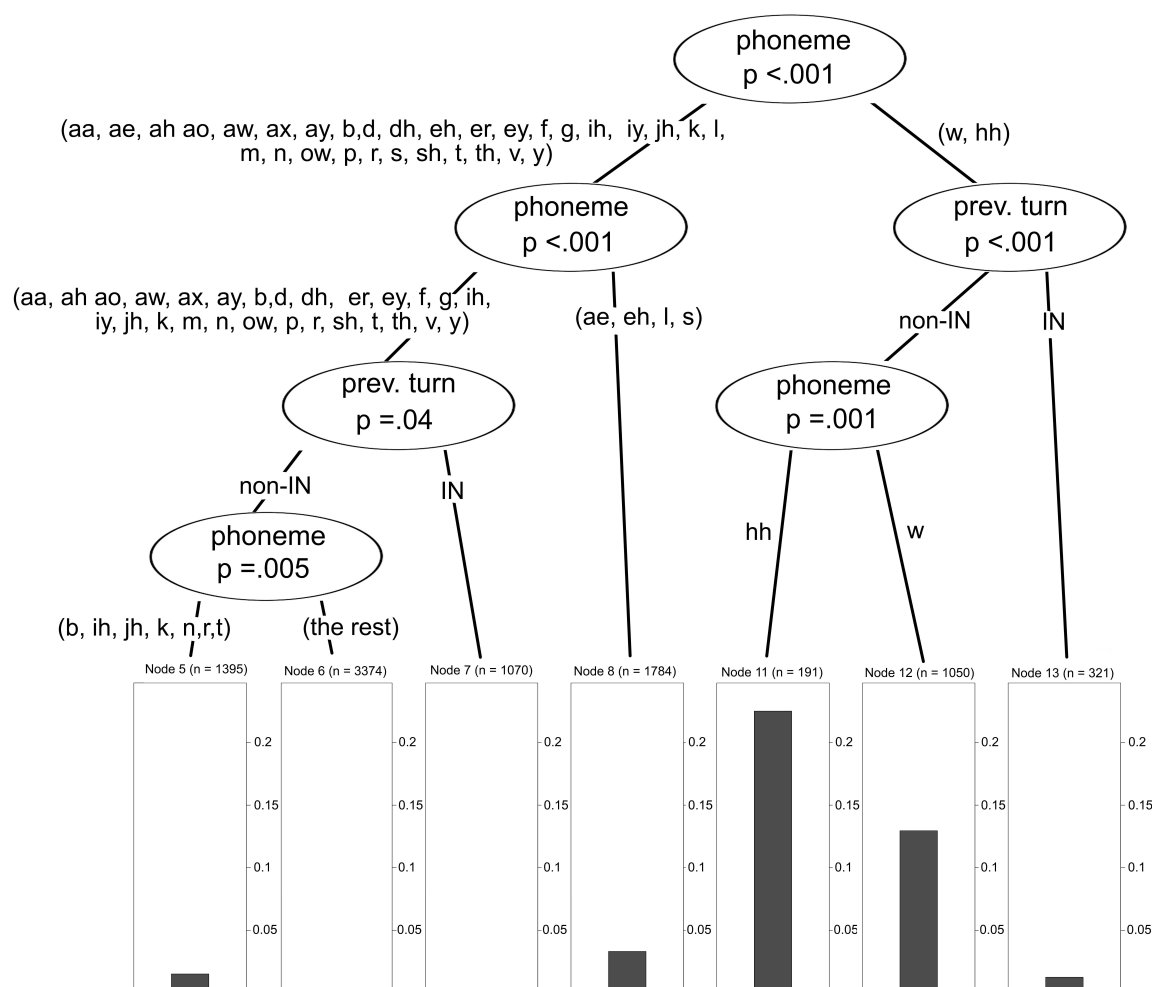 phoneme
p <.001
(aa, ae, ah ao, aw, ax, ay, b,d, dh, eh, er, ey, f, g, ih, iy, jh, k, l,
m, n, ow, p, r, s, sh, t, th, v, y)
(w, hh)
phoneme
p <.001
prev. turn
p <.001
(aa, ah ao, aw, ax, ay, b,d, dh, er, ey, f, g, ih,
iy, jh, k, m, n, ow, p, r, sh, t, th, v, y)
(ae, eh, l, s)
non-IN
IN
prev. turn
p =.04
phoneme
p =.001
non-IN
IN
hh
w
phoneme
p =.005
(b, ih, jh, k, n,r,t)
(the rest)
Node 5 (n = 1395)
Node 6 (n = 3374)
Node 7 (n = 1070)
Node 8 (n = 1784)
Node 11 (n = 191)
Node 12 (n = 1050)
Node 13 (n = 321)
0.2
0.15
0.1
0.05
0.2
0.15
0.1
0.05
0.2
0.15
0.1
0.05
0.2
0.15
0.1
0.05
0.2
0.15
0.1
0.05
0.2
0.15
0.1
0.05
0.2
0.15
0.1
0.05